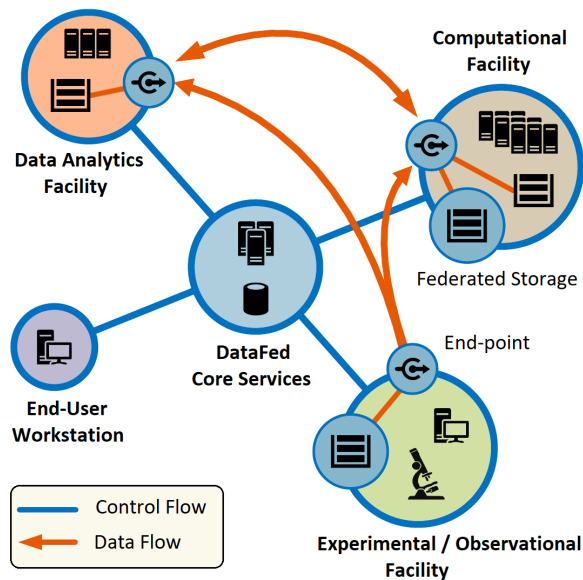 Computational
Facility
Data Analytics
Facility
Federated Storage
End-point
DataFed
Core Services
End-User
Workstation
Control Flow
Data Flow
Experimental / Observational
Facility